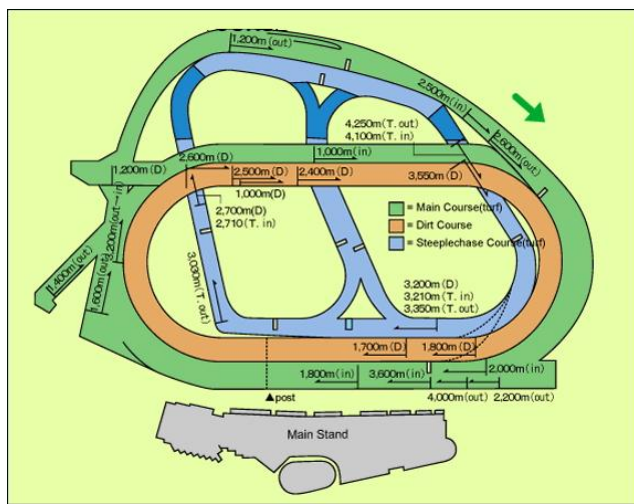 1,200m(out)
2,500m(in)
2,600m(out)
4,250m(T. out)
4,100m(T. in)
1,000m(in)
2,600m(D)
1,200m(D)
2,500m(D)
2,400m(D)
3,550m(D)
1,000m(D)
2,700m(D)
2,710(T. in)
= Main Course(turf)
= Dirt Course
= Steeplechase Course(turf)
3,200m(out→in)
1,400m(out)
1,600m(out)
3,030m(T. out)
3,200m(D)
3,210m(T. in)
3,350m(T. out)
1,700m(D)
1,800m(D)
1,800m(in)
3,600m(in)
2,000m(in)
▲post
4,000m(out)
2,200m(out)
Main Stand